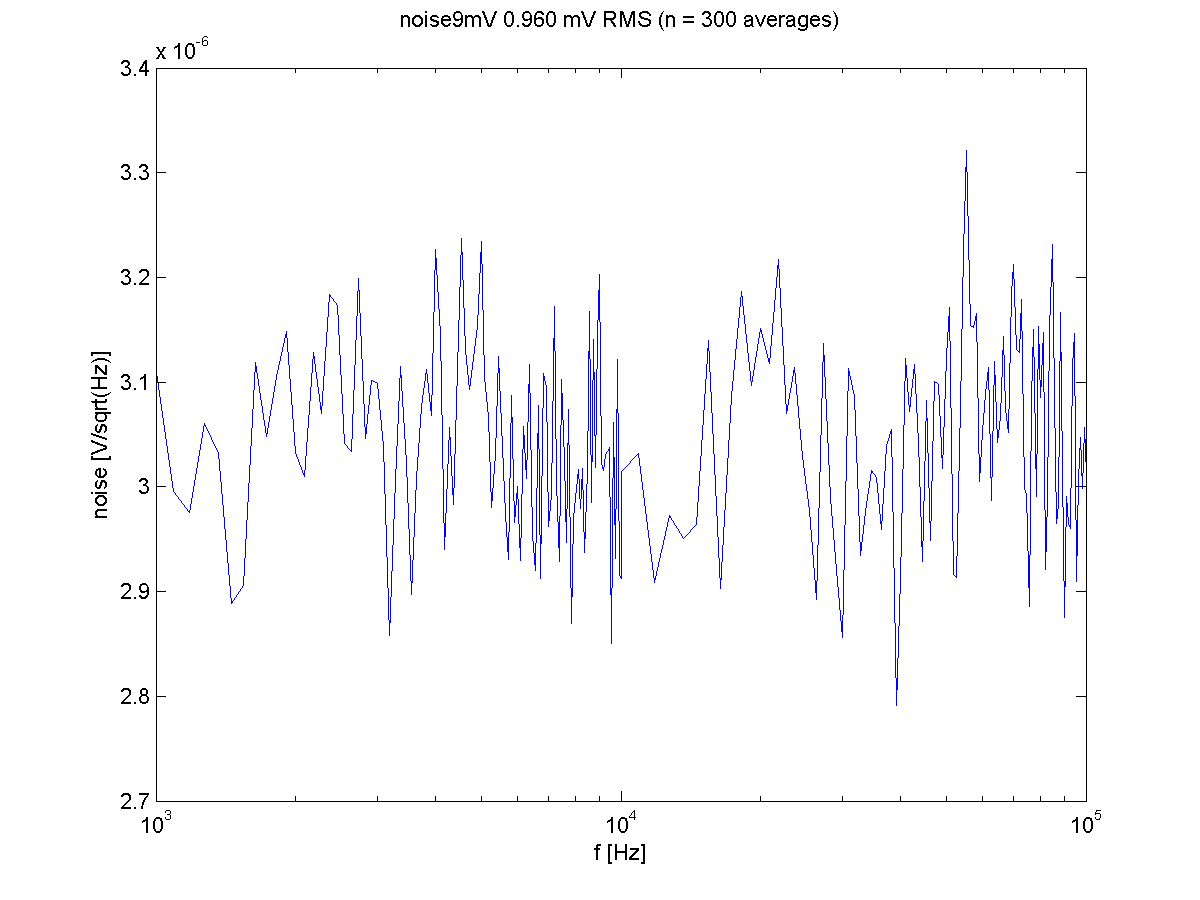 noise9mV 0.960 mV RMS (n = 300 averages)
x 10^-6
3.4
3.3
3.2
3.1
3
2.9
2.8
2.7
noise [V/sqrt(Hz)]
10^3 10^4 10^5
f [Hz]